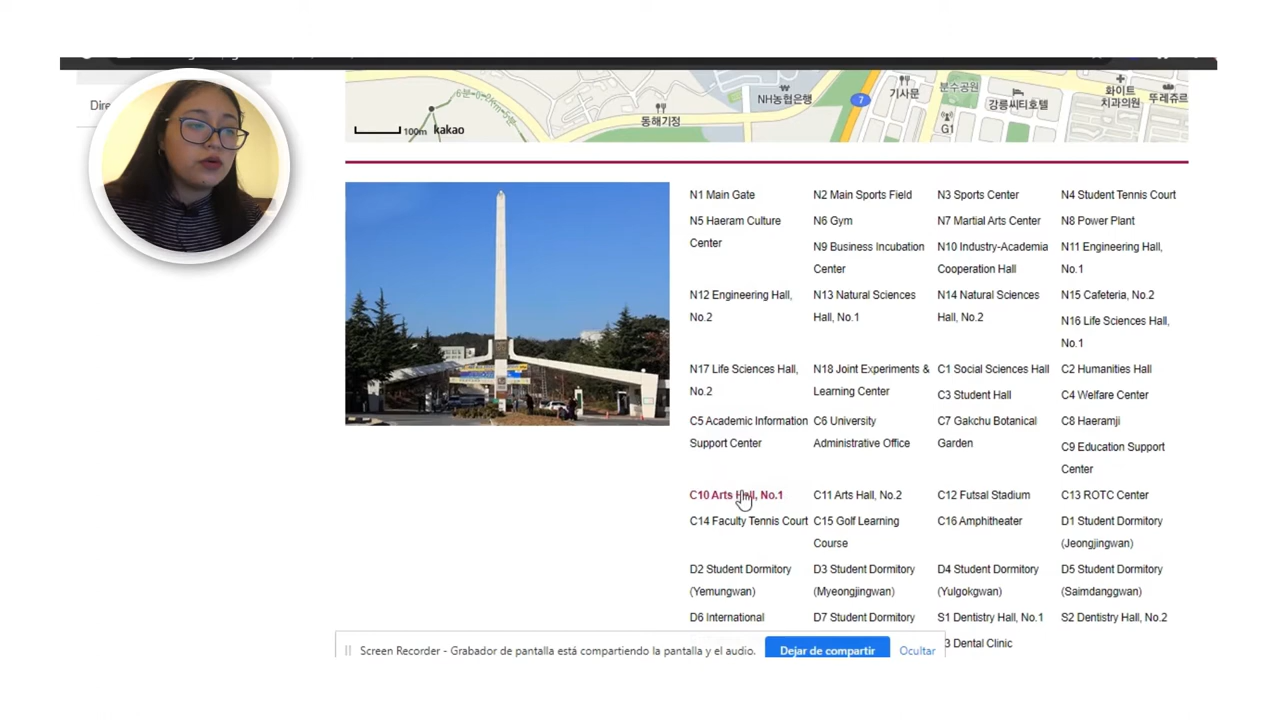 NH농협은행
7
기사문
분수공원
강릉씨티호텔
G1
화이트
치과의원
뚜레쥬르
동해기정
100m kakao
Dire
N1 Main Gate
N2 Main Sports Field
N3 Sports Center
N4 Student Tennis Court
N5 Haeram Culture
Center
N6 Gym
N7 Martial Arts Center
N8 Power Plant
N9 Business Incubation
Center
N10 Industry-Academia
Cooperation Hall
N11 Engineering Hall,
No.1
N12 Engineering Hall,
No.2
N13 Natural Sciences
Hall, No.1
N14 Natural Sciences
Hall, No.2
N15 Cafeteria, No.2
N16 Life Sciences Hall,
No.1
N17 Life Sciences Hall,
No.2
N18 Joint Experiments &
Learning Center
C1 Social Sciences Hall
C2 Humanities Hall
C3 Student Hall
C4 Welfare Center
C5 Academic Information
Support Center
C6 University
Administrative Office
C7 Gakchu Botanical
Garden
C8 Haeramji
C9 Education Support
Center
C10 Arts Hall, No.1
C11 Arts Hall, No.2
C12 Futsal Stadium
C13 ROTC Center
C14 Faculty Tennis Court
C15 Golf Learning
Course
C16 Amphitheater
D1 Student Dormitory
(Jeongjingwan)
D2 Student Dormitory
(Yemungwan)
D3 Student Dormitory
(Myeongjingwan)
D4 Student Dormitory
(Yulgokgwan)
D5 Student Dormitory
(Saimdanggwan)
D6 International
D7 Student Dormitory
S1 Dentistry Hall, No.1
S2 Dentistry Hall, No.2
3 Dental Clinic
Screen Recorder - Grabador de pantalla está compartiendo la pantalla y el audio.
Dejar de compartir
Ocultar